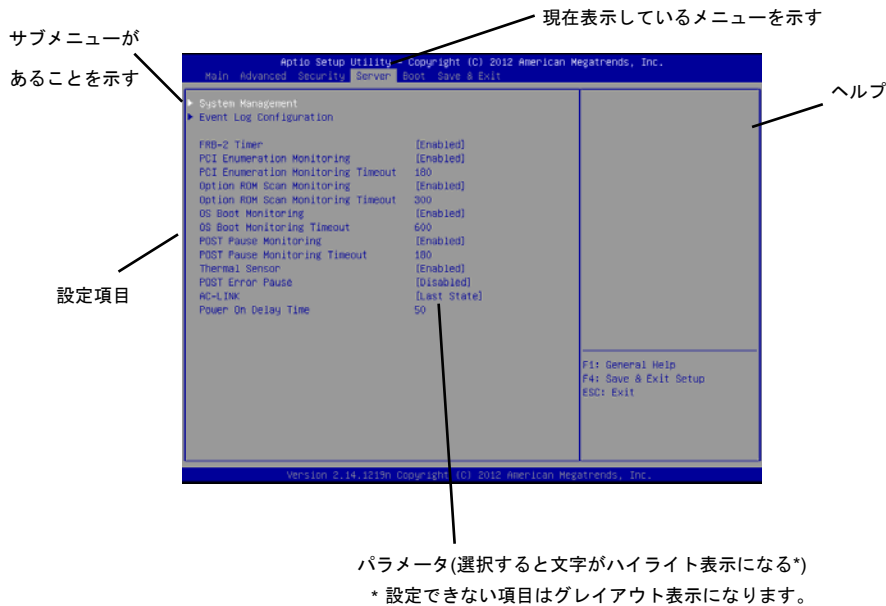 現在表示しているメニューを示す
サブメニューが
あることを示す
Aptio Setup Utility - Copyright (C) 2012 American Megatrends, Inc.
Main Advanced Security Server Boot Save & Exit
ヘルプ
▶ System Management
▶ Event Log Configuration
FRB-2 Timer [Enabled]
PCI Enumeration Monitoring [Enabled]
PCI Enumeration Monitoring Timeout 180
Option ROM Scan Monitoring [Enabled]
Option ROM Scan Monitoring Timeout 300
OS Boot Monitoring [Enabled]
OS Boot Monitoring Timeout 600
POST Pause Monitoring [Enabled]
POST Pause Monitoring Timeout 180
Thermal Sensor [Enabled]
POST Error Pause [Disabled]
AC-LINK [Last State]
Power On Delay Time 50
設定項目
F1: General Help
F4: Save & Exit Setup
ESC: Exit
Version 2.14.1219n Copyright (C) 2012 American Megatrends, Inc.
パラメータ(選択すると文字がハイライト表示になる*)
* 設定できない項目はグレイアウト表示になります。